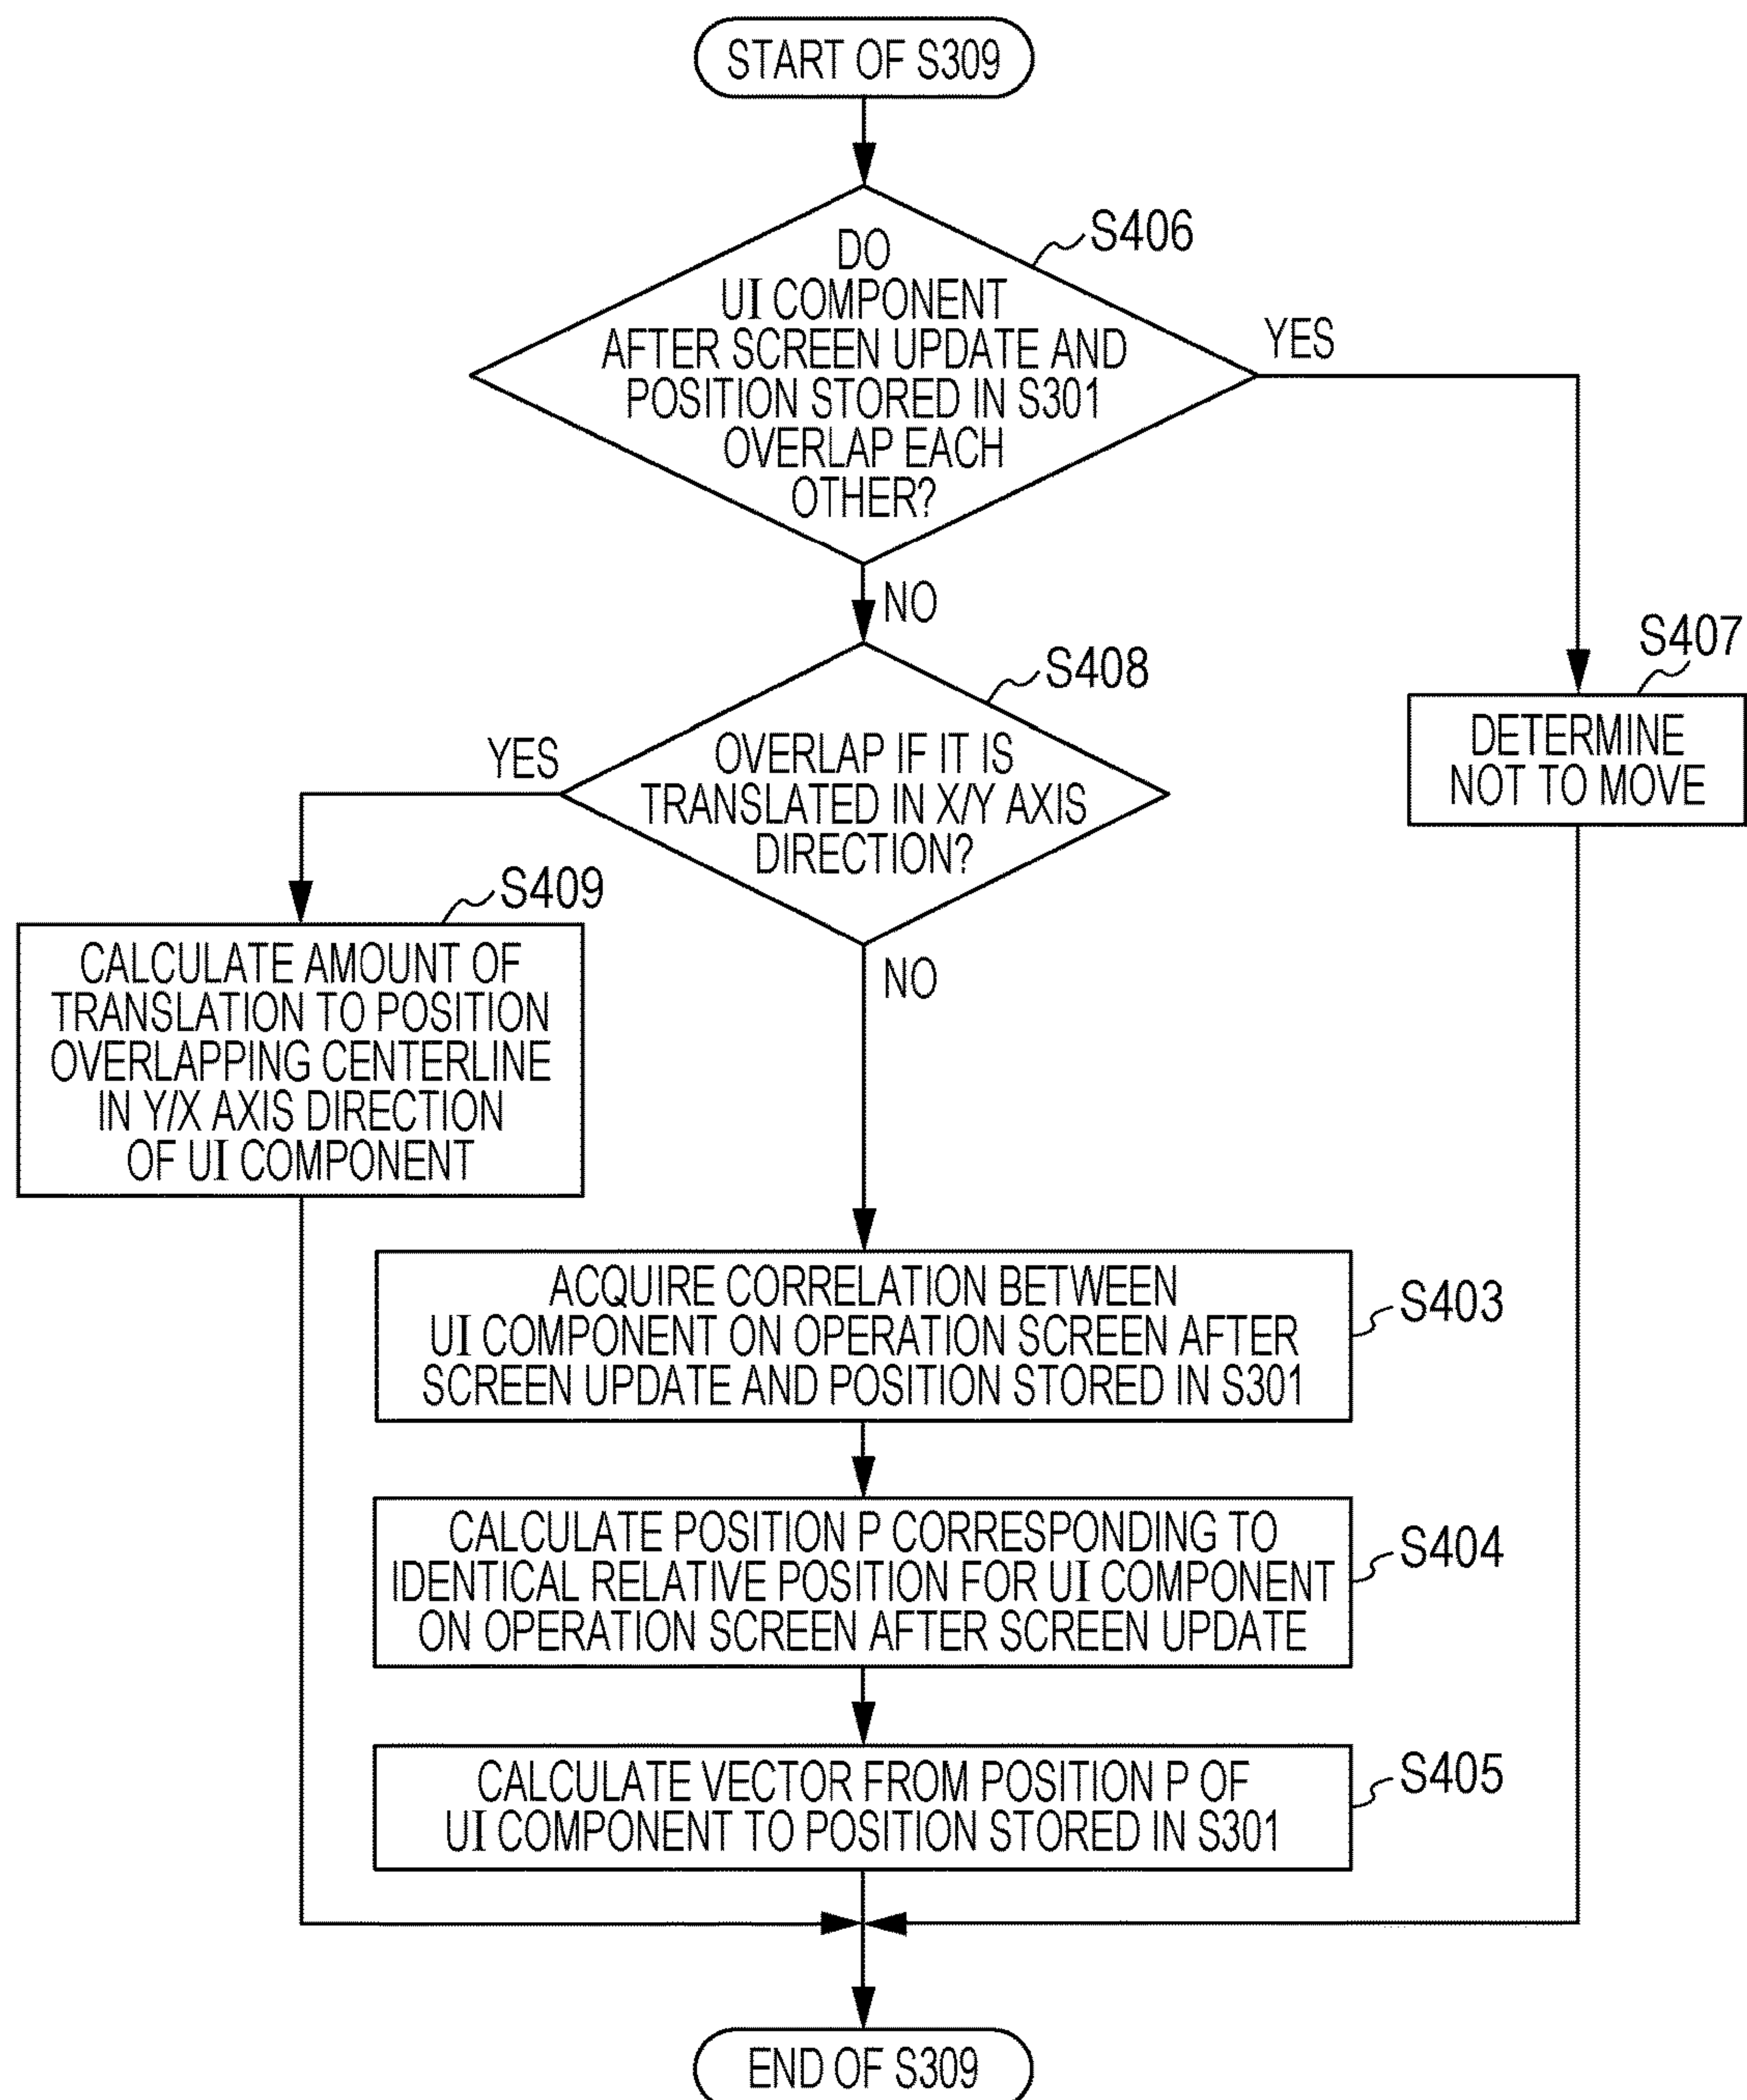 START OF S309
S406
DO
UI COMPONENT
AFTER SCREEN UPDATE AND
POSITION STORED IN S301
OVERLAP EACH
OTHER?
YES
NO
S407
DETERMINE
NOT TO MOVE
S408
OVERLAP IF IT IS
TRANSLATED IN X/Y AXIS
DIRECTION?
YES
NO
S409
CALCULATE AMOUNT OF
TRANSLATION TO POSITION
OVERLAPPING CENTERLINE
IN Y/X AXIS DIRECTION
OF UI COMPONENT
ACQUIRE CORRELATION BETWEEN
UI COMPONENT ON OPERATION SCREEN AFTER
SCREEN UPDATE AND POSITION STORED IN S301
S403
CALCULATE POSITION P CORRESPONDING TO
IDENTICAL RELATIVE POSITION FOR UI COMPONENT
ON OPERATION SCREEN AFTER SCREEN UPDATE
S404
CALCULATE VECTOR FROM POSITION P OF
UI COMPONENT TO POSITION STORED IN S301
S405
END OF S309